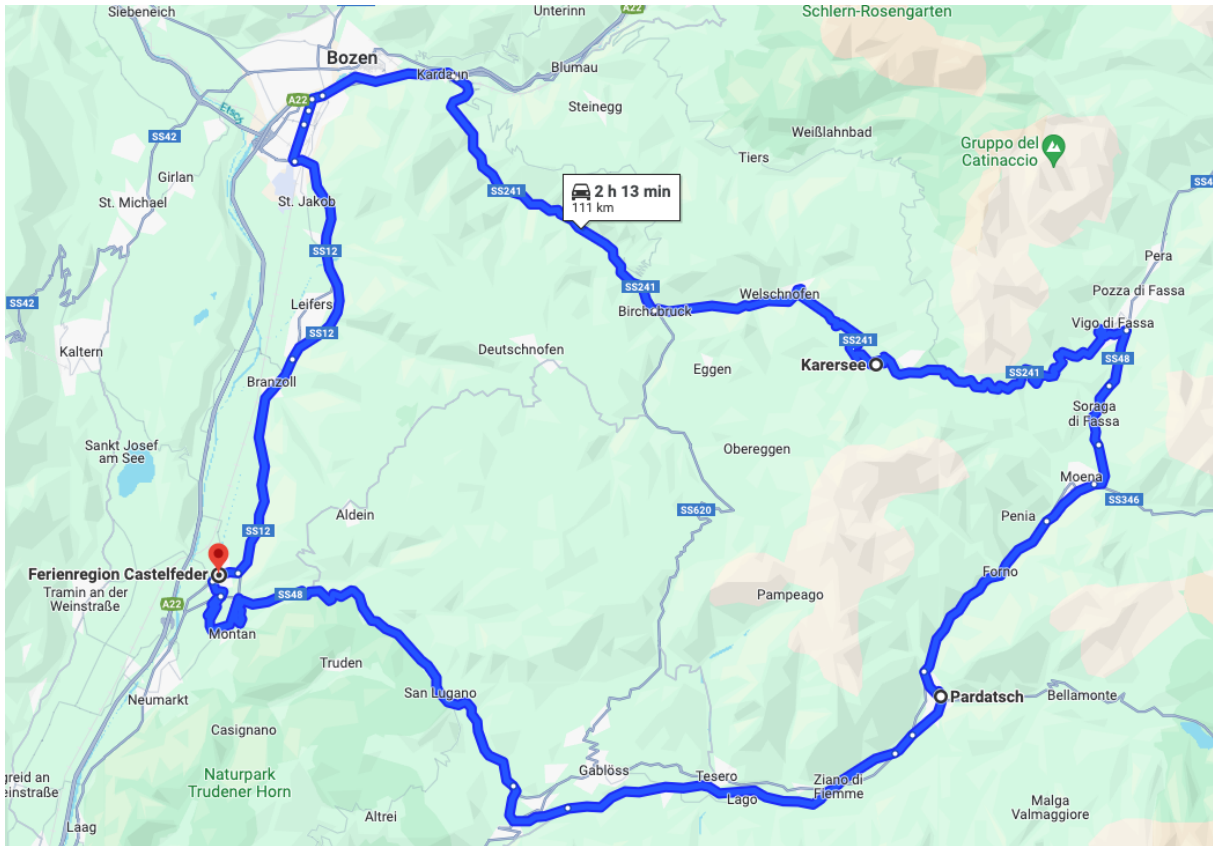 Siebeneich
Unterinn
A22
Schlern-Rosengarten
Bozen
Kardaun
Blumau
A22
Etsch
Steinegg
SS42
Weißlahnbad
Gruppo del
Catinaccio
Tiers
Girlan
SS241
2 h 13 min
111 km
St. Michael
St. Jakob
SS12
Pera
SS241
Welschnofen
Pozza di Fassa
SS42
Leifers
Birchabruck
Vigo di Fassa
SS12
SS241
Kaltern
Deutschnofen
SS48
Eggen
Karersee
SS241
Branzoll
Soraga
di Fassa
Sankt Josef
am See
Obereggen
Moena
SS346
Aldein
SS620
Penia
SS12
Forno
Ferienregion Castelfeder
Tramin an der
Weinstraße
SS48
Pampeago
A22
Montan
Truden
San Lugano
Pardatsch
Bellamonte
Neumarkt
Casignano
Gablöss
Tesero
Ziano di
Fiemme
Naturpark
Trudener Horn
Lago
Malga
Valmaggiore
Altrei
Laag